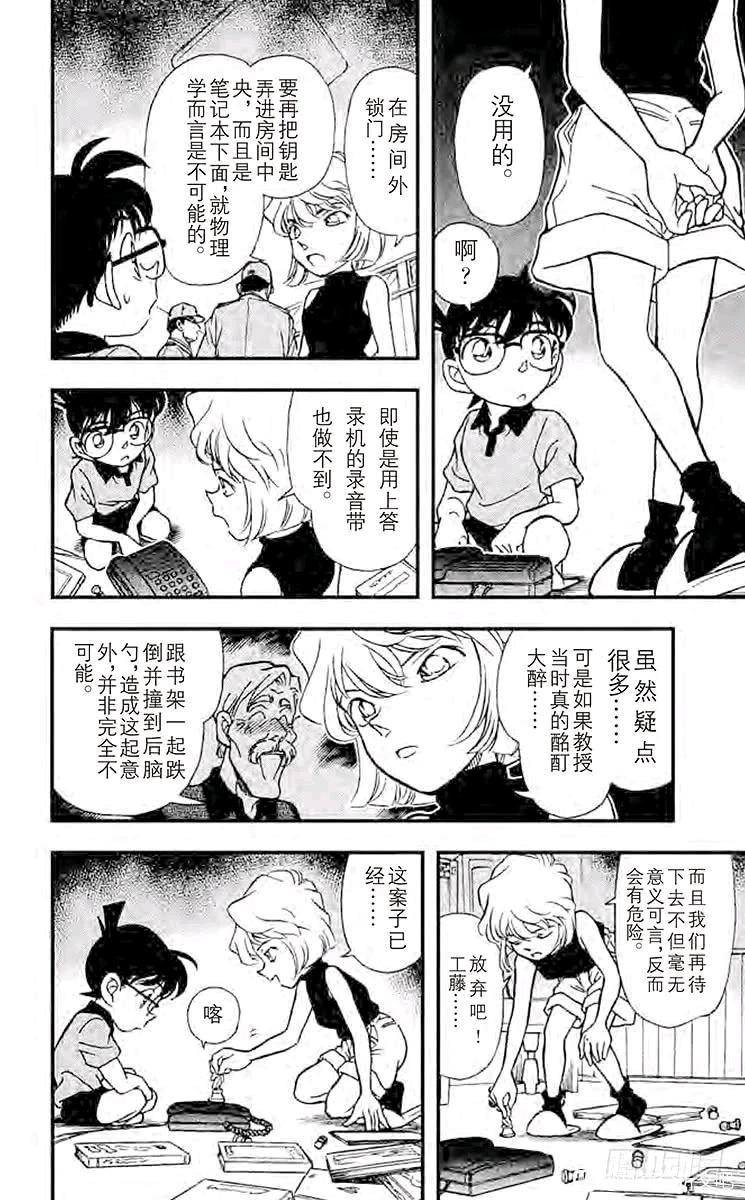 没用的。
啊？
在房间外
锁门……
要再把钥匙
弄进房间中
央，而且是
笔记本下面，就物理
学而言是不可能的。
即使是用上答
录机的录音带
也做不到。
虽然疑点
很多……
可是如果教授
当时真的酩酊
大醉……
跟书架一起跌
倒并撞到后脑
勺，造成这起意
外，并非完全不
可能。
而且我们再待
下去不但毫无
意义可言，反而
会有危险。
放弃吧！
工藤……
这案子已
经……
喀